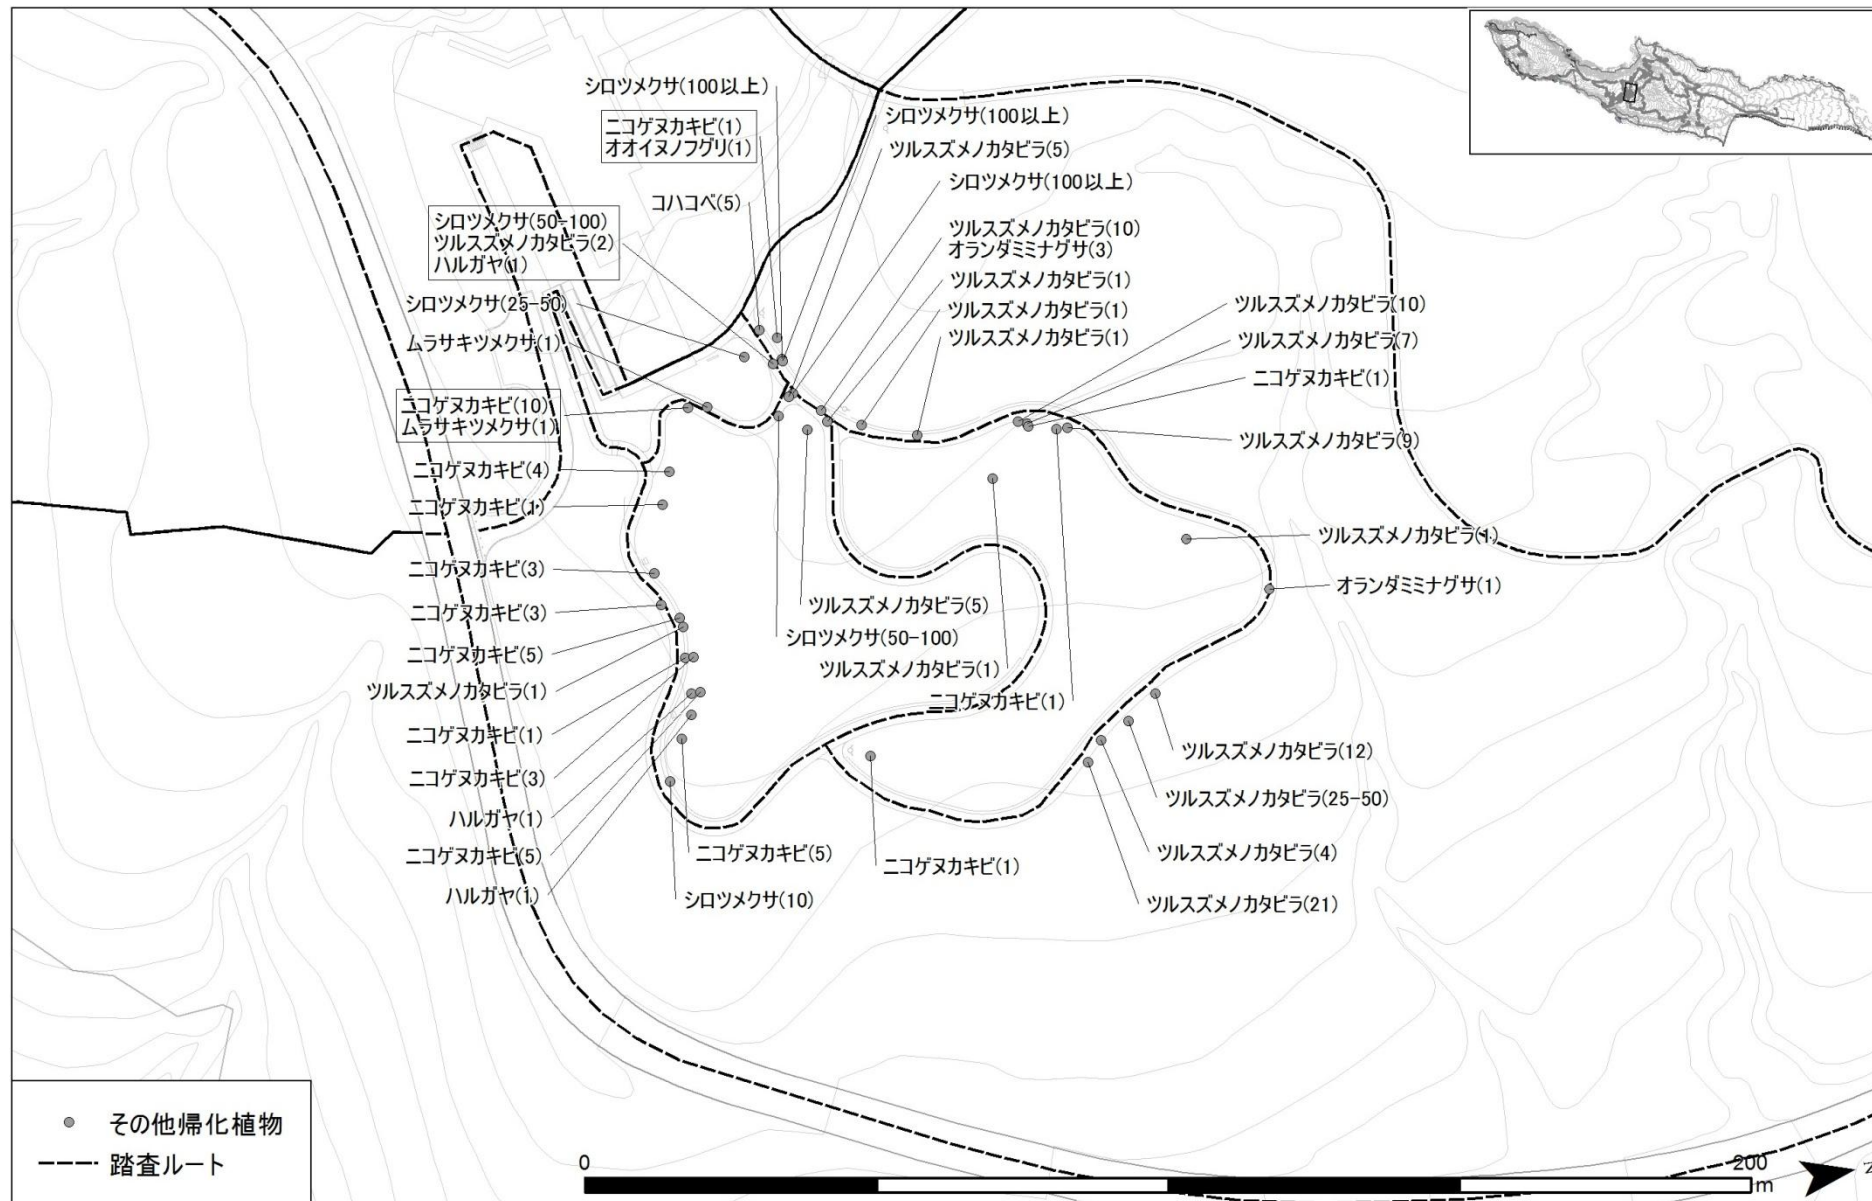 シロツメクサ(100以上)
ニコゲヌカキビ(1)
オオイヌノフグリ(1)
コハコベ(5)
シロツメクサ(50-100)
ツルスズメノカタビラ(2)
ハルガヤ(1)
シロツメクサ(25-50)
ムラサキツメクサ(1)
ニコゲヌカキビ(10)
ムラサキツメクサ(1)
ニコゲヌカキビ(4)
ニコゲヌカキビ(1)
ニコゲヌカキビ(3)
ニコゲヌカキビ(3)
ニコゲヌカキビ(5)
ツルスズメノカタビラ(1)
ニコゲヌカキビ(1)
ニコゲヌカキビ(3)
ハルガヤ(1)
ニコゲヌカキビ(5)
ハルガヤ(1)
シロツメクサ(100以上)
ツルスズメノカタビラ(5)
シロツメクサ(100以上)
ツルスズメノカタビラ(10)
オランダミミナグサ(3)
ツルスズメノカタビラ(1)
ツルスズメノカタビラ(1)
ツルスズメノカタビラ(1)
ツルスズメノカタビラ(10)
ツルスズメノカタビラ(7)
ニコゲヌカキビ(1)
ツルスズメノカタビラ(9)
ツルスズメノカタビラ(1)
オランダミミナグサ(1)
ツルスズメノカタビラ(5)
シロツメクサ(50-100)
ツルスズメノカタビラ(1)
ニコゲヌカキビ(1)
ツルスズメノカタビラ(12)
ツルスズメノカタビラ(25-50)
ツルスズメノカタビラ(4)
ツルスズメノカタビラ(21)
ニコゲヌカキビ(5)
ニコゲヌカキビ(1)
シロツメクサ(10)
その他帰化植物
踏査ルート
0
200
m
N